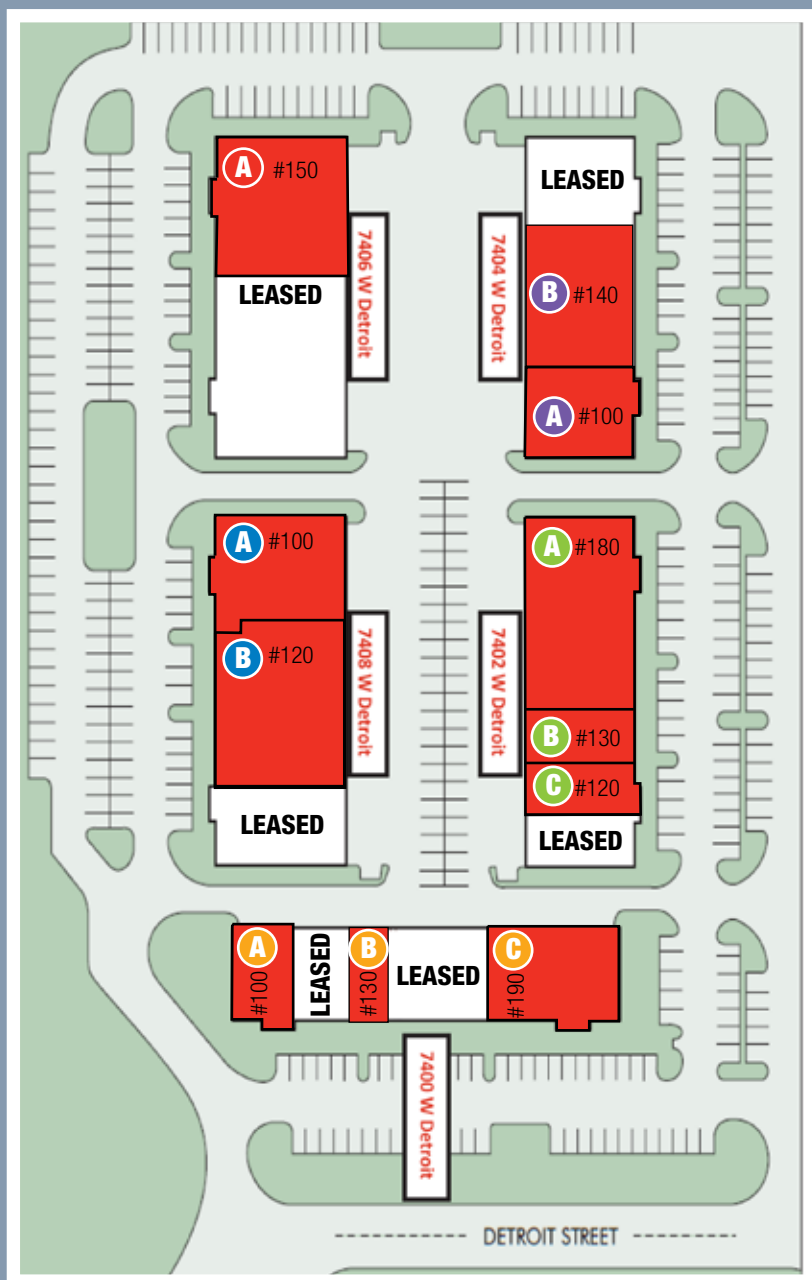 A #150
LEASED
7406 W Detroit
LEASED
B #140
A #100
7404 W Detroit
A #100
B #120
LEASED
7408 W Detroit
A #180
B #130
C #120
LEASED
7402 W Detroit
A #100
LEASED
B #130
LEASED
C #190
7400 W Detroit
DETROIT STREET